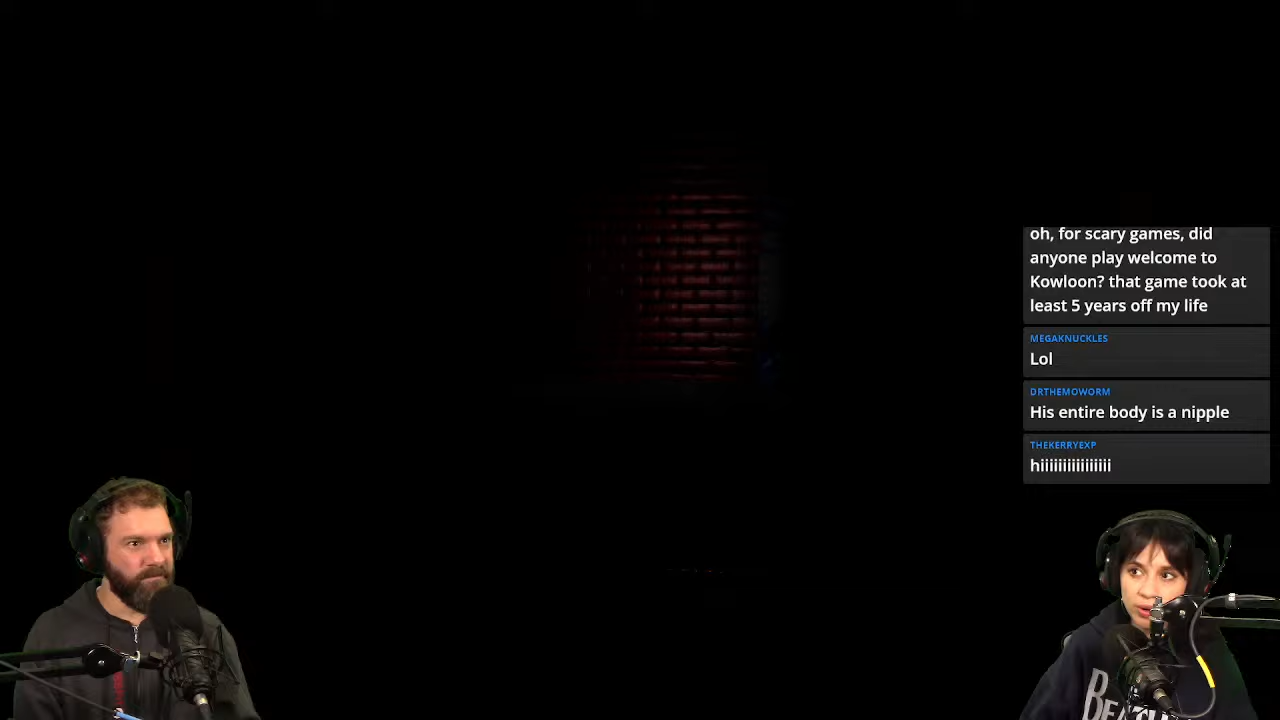 oh, for scary games, did
anyone play welcome to
Kowloon? that game took at
least 5 years off my life
MEGAKNUCKLES
Lol
DRTHEMOWORM
His entire body is a nipple
THEKERRYEXP
hiiiiiiiiiiiiiii